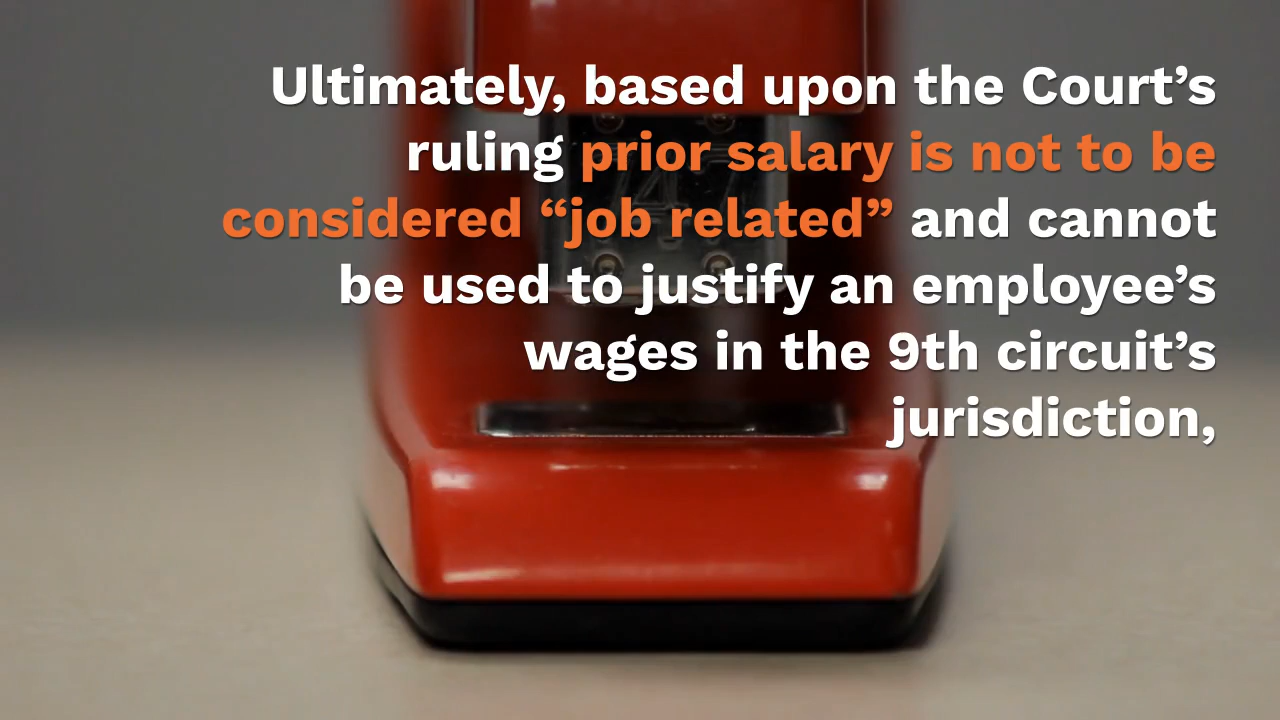 Ultimately, based upon the Court’s
ruling prior salary is not to be
considered “job related” and cannot
be used to justify an employee’s
wages in the 9th circuit’s
jurisdiction,